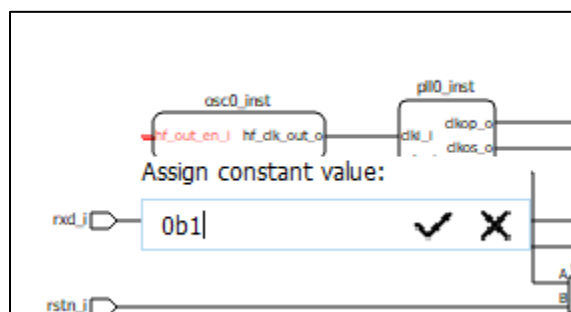 osc0_inst
pll0_inst
hf_out_en_i hf_clk_out_o
clki_i
clkop_o
clkos_o
Assign constant value:
rxd_i
0b1
A
B
rstn_i